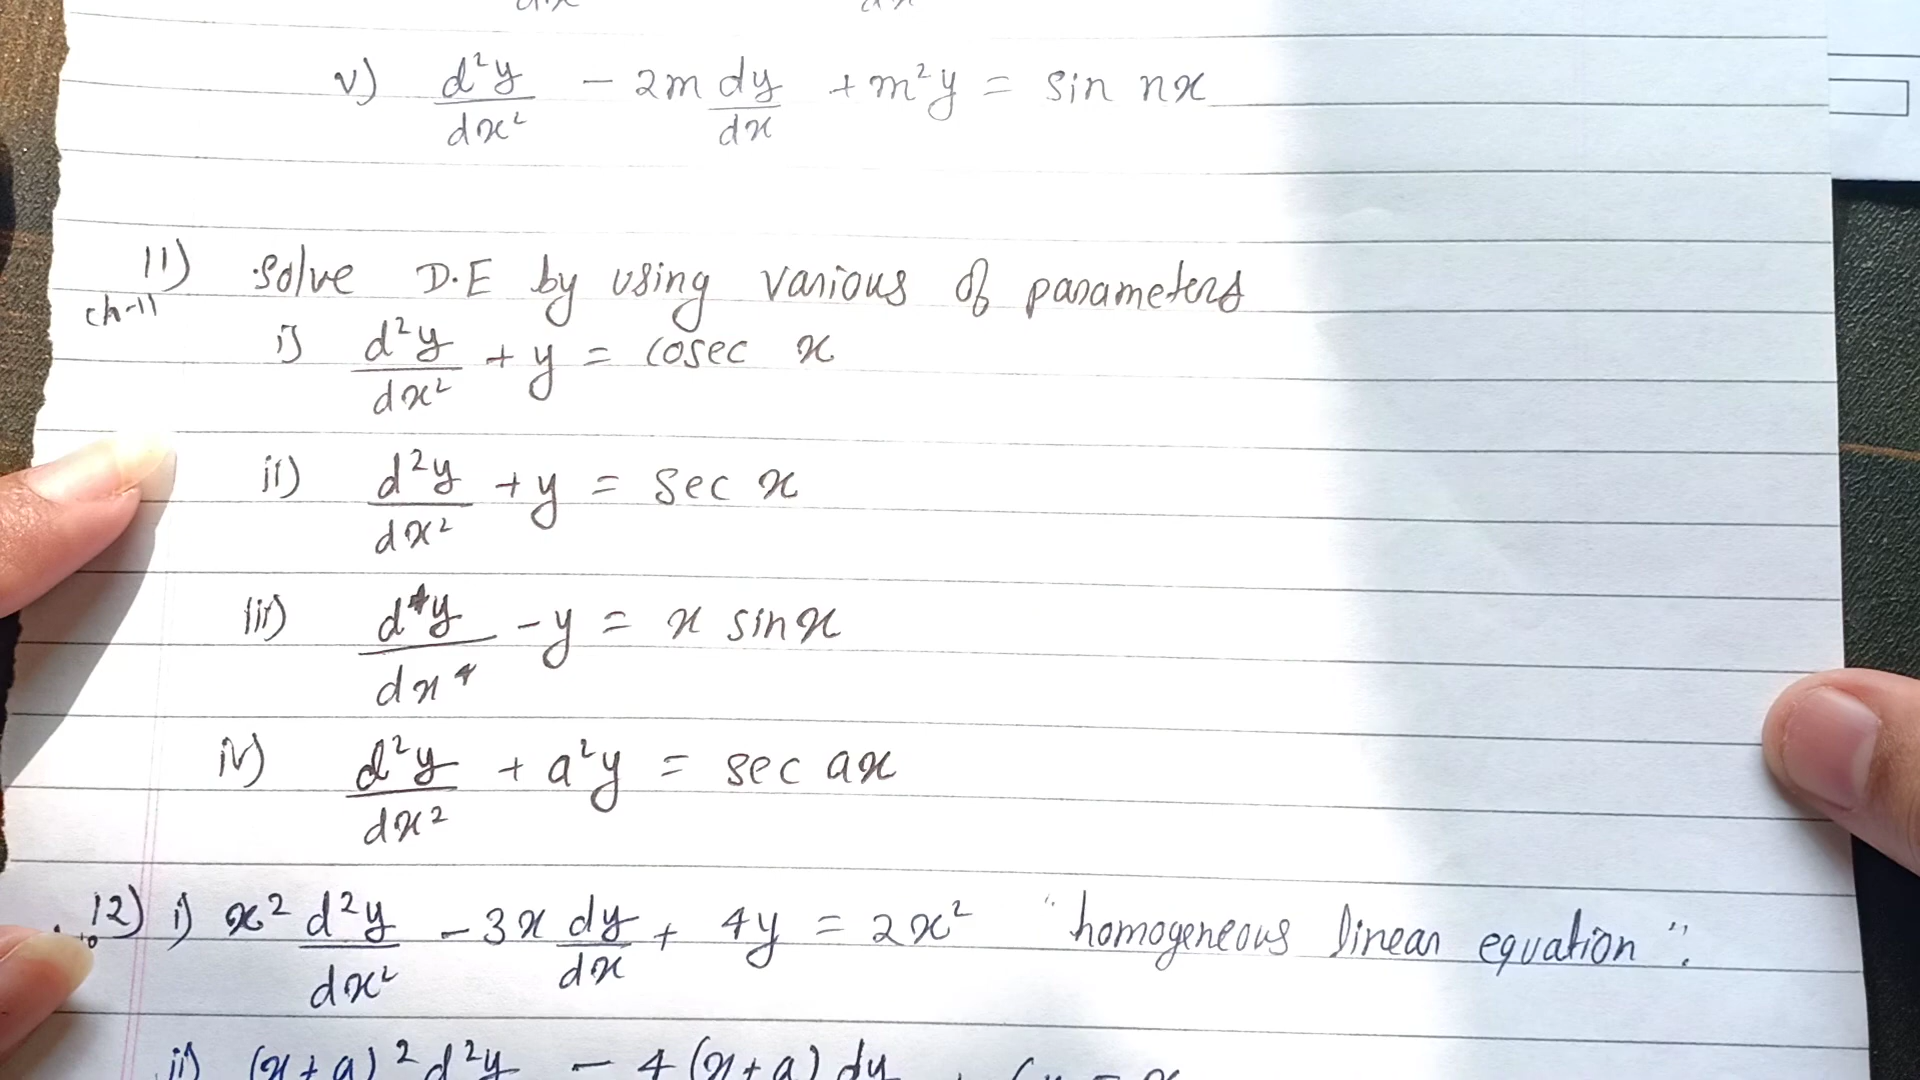 v) d²y/dx² - 2m dy/dx + m²y = sin nx
11) Solve D.E by using various of parameters
ch-11
i) d²y/dx² + y = cosec x
ii) d²y/dx² + y = sec x
iii) d⁴y/dx⁴ - y = x sinx
iv) d²y/dx² + a²y = sec ax
12) i) x² d²y/dx² - 3x dy/dx + 4y = 2x² "homogeneous linear equation".
ii) (x+a)² d²y - 4(x+a) dy